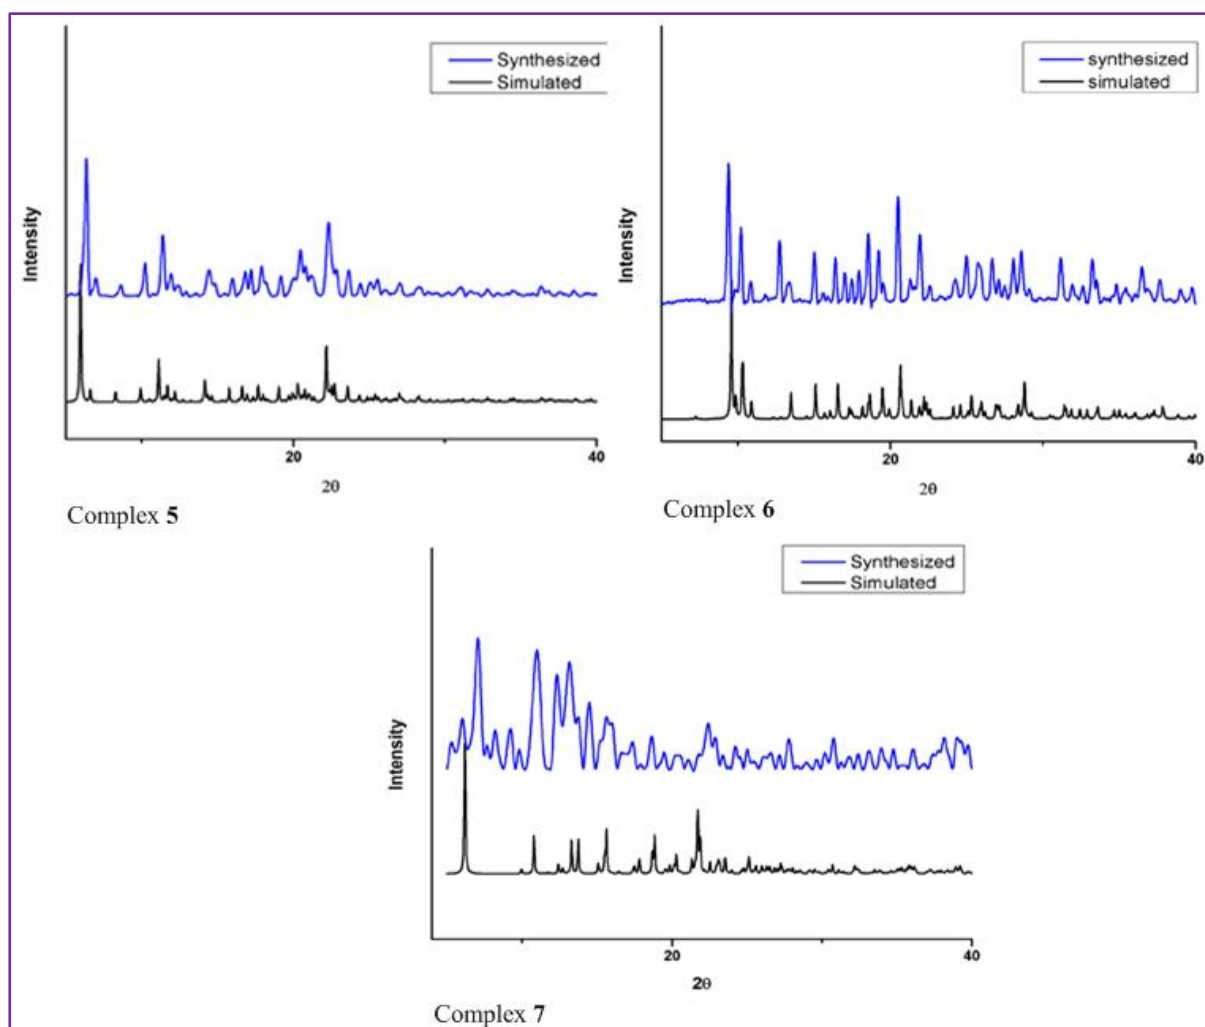 Synthesized
Simulated
Intensity
20
40
2θ
Complex 5
synthesized
simulated
Intensity
20
40
2θ
Complex 6
Synthesized
Simulated
Intensity
20
40
2θ
Complex 7